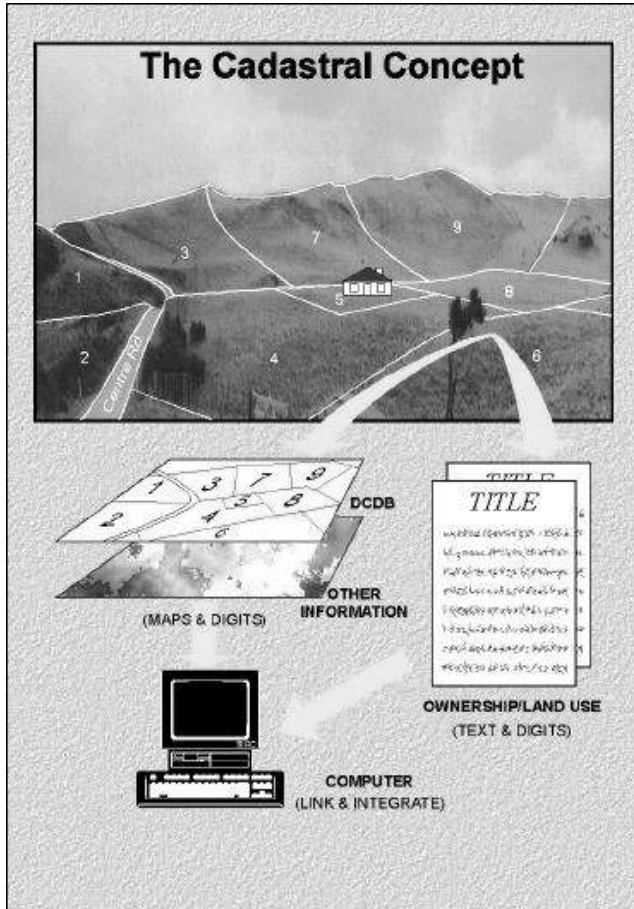 The Cadastral Concept
1
2
3
4
5
6
7
8
9
Centre Rd
1
2
3
7
9
4
3
8
6
DCDB
OTHER
INFORMATION
(MAPS & DIGITS)
TITLE
TITLE
OWNERSHIP/LAND USE
(TEXT & DIGITS)
COMPUTER
(LINK & INTEGRATE)